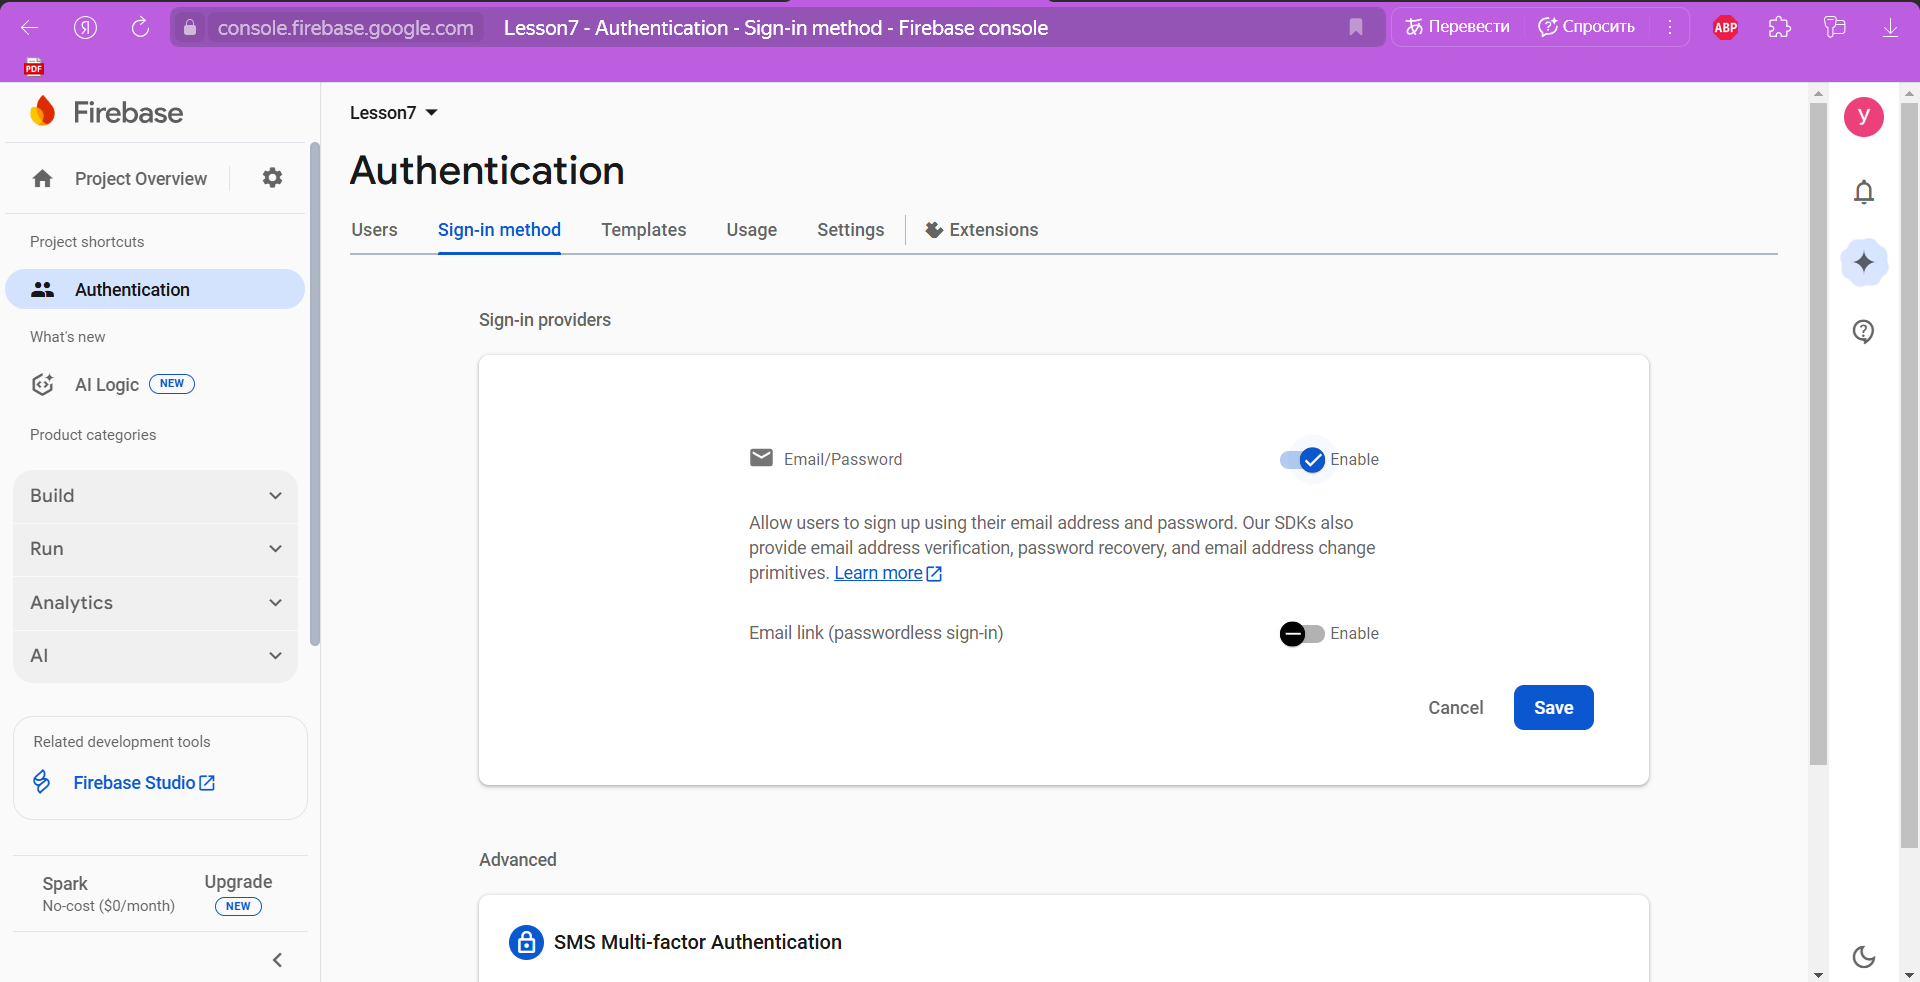 console.firebase.google.com
Lesson7 - Authentication - Sign-in method - Firebase console
Перевести
Спросить
ABP
PDF
Firebase
Project Overview
Project shortcuts
Authentication
What's new
AI Logic
NEW
Product categories
Build
Run
Analytics
AI
Related development tools
Firebase Studio
Spark
No-cost ($0/month)
Upgrade
NEW
Lesson7
Authentication
Users
Sign-in method
Templates
Usage
Settings
Extensions
Sign-in providers
Email/Password
Enable
Allow users to sign up using their email address and password. Our SDKs also
provide email address verification, password recovery, and email address change
primitives. Learn more
Email link (passwordless sign-in)
Enable
Cancel
Save
Advanced
SMS Multi-factor Authentication
у